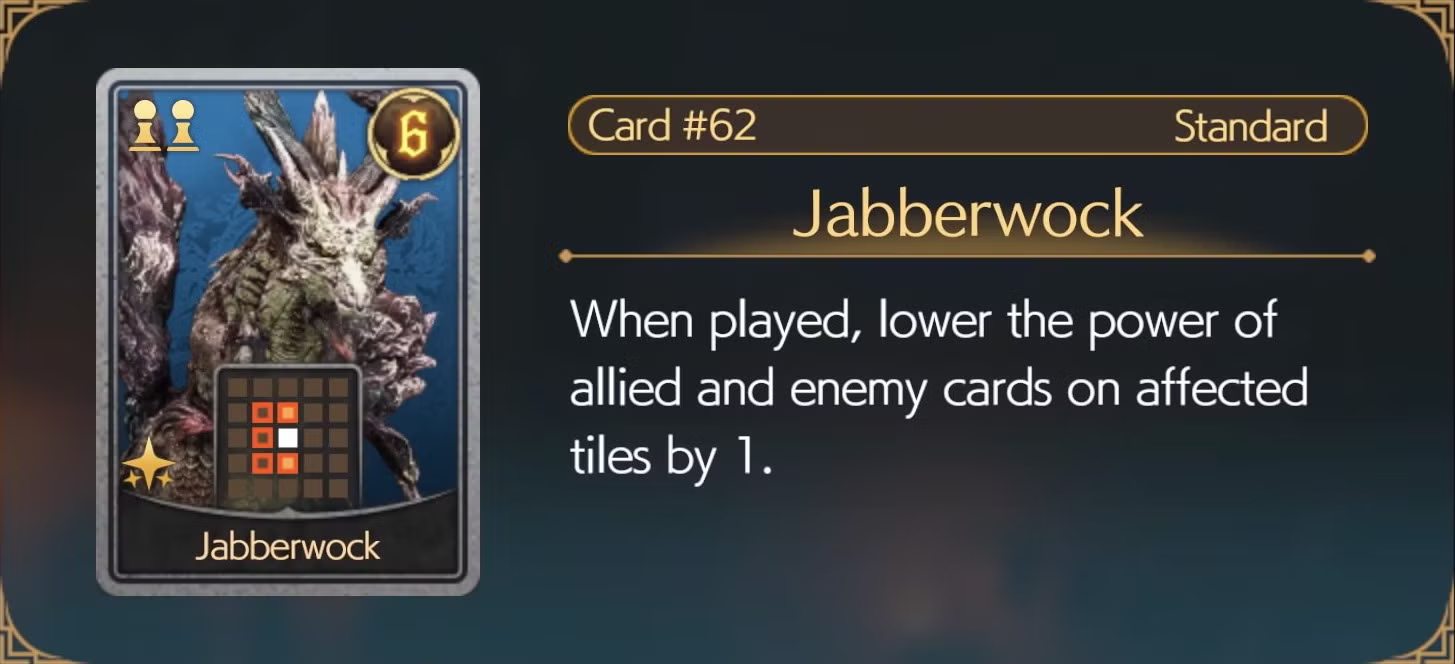 6
Jabberwock
Card #62 Standard
Jabberwock
When played, lower the power of
allied and enemy cards on affected
tiles by 1.